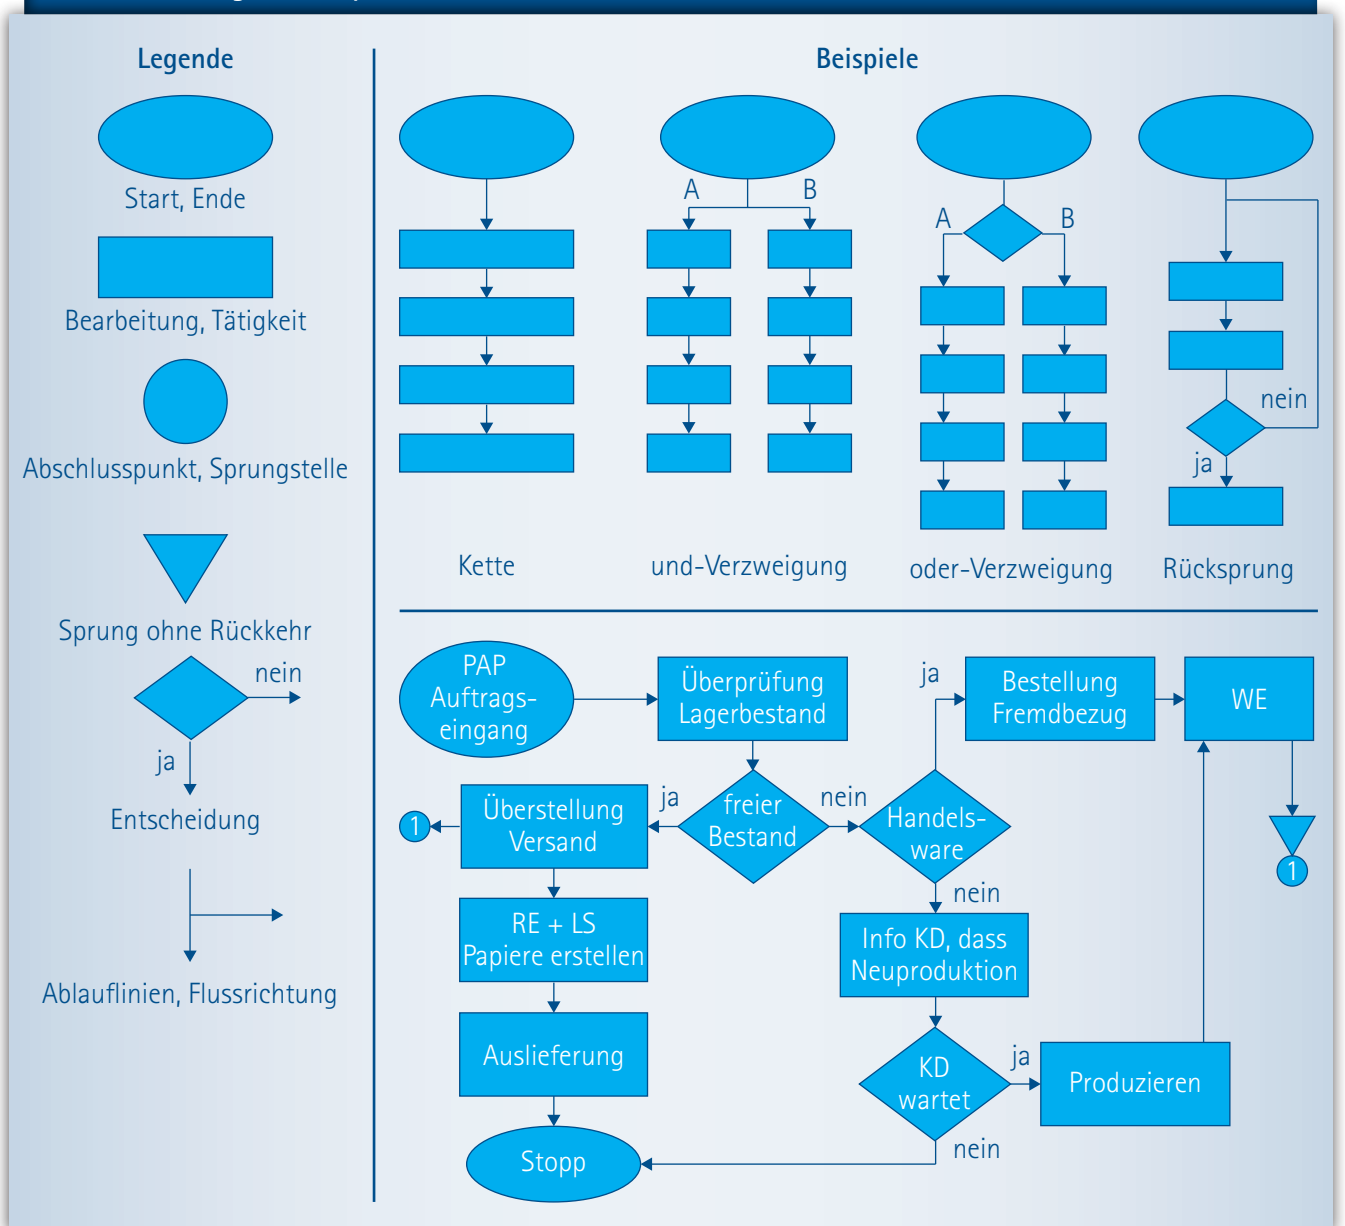 Legende
Start, Ende
Bearbeitung, Tätigkeit
Abschlusspunkt, Sprungstelle
Sprung ohne Rückkehr
nein
ja
Entscheidung
Ablauflinien, Flussrichtung
Beispiele
Kette
A
B
und-Verzweigung
A
B
oder-Verzweigung
nein
ja
Rücksprung
PAP
Auftrags-
eingang
Überprüfung
Lagerbestand
ja
Bestellung
Fremdbezug
WE
1
Überstellung
Versand
ja
freier
Bestand
nein
Handels-
ware
1
nein
RE + LS
Papiere erstellen
Info KD, dass
Neuproduktion
Auslieferung
KD
wartet
ja
Produzieren
nein
Stopp